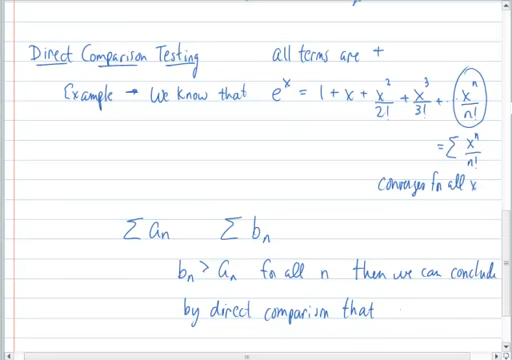 Direct Comparison Testing all terms are +
Example → We know that e^x = 1 + x + x^2/2! + x^3/3! + ... x^n/n!
= Σ x^n/n!
converges for all x
Σ a_n Σ b_n
b_n > a_n for all n then we can conclude
by direct comparism that